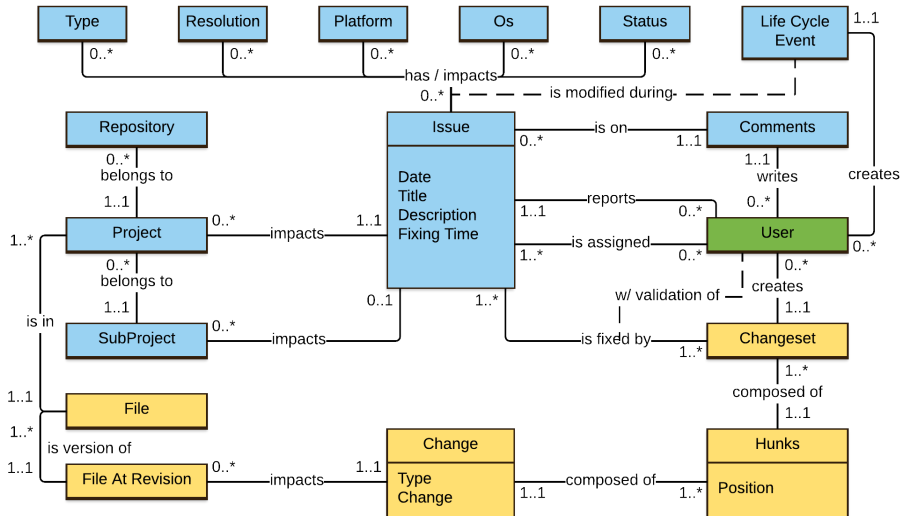 Type
Resolution
Platform
Os
Status
Life Cycle
Event
1..1
0..*
0..*
0..*
0..*
0..*
has / impacts
0..*
is modified during
Repository
Issue
Comments
is on
0..*
1..1
0..*
belongs to
1..1
Date
Title
Description
Fixing Time
1..1
writes
0..*
creates
reports
1..1
0..*
Project
0..*
impacts
1..1
is assigned
1..*
0..*
User
0..*
1..*
0..*
belongs to
1..1
0..*
creates
1..1
w/ validation of
0..1
1..*
is in
SubProject
0..*
impacts
is fixed by
1..*
Changeset
1..*
composed of
1..1
1..1
File
1..*
is version of
1..1
File At Revision
0..*
impacts
1..1
Change
Type
Change
composed of
1..1
1..*
Hunks
Position